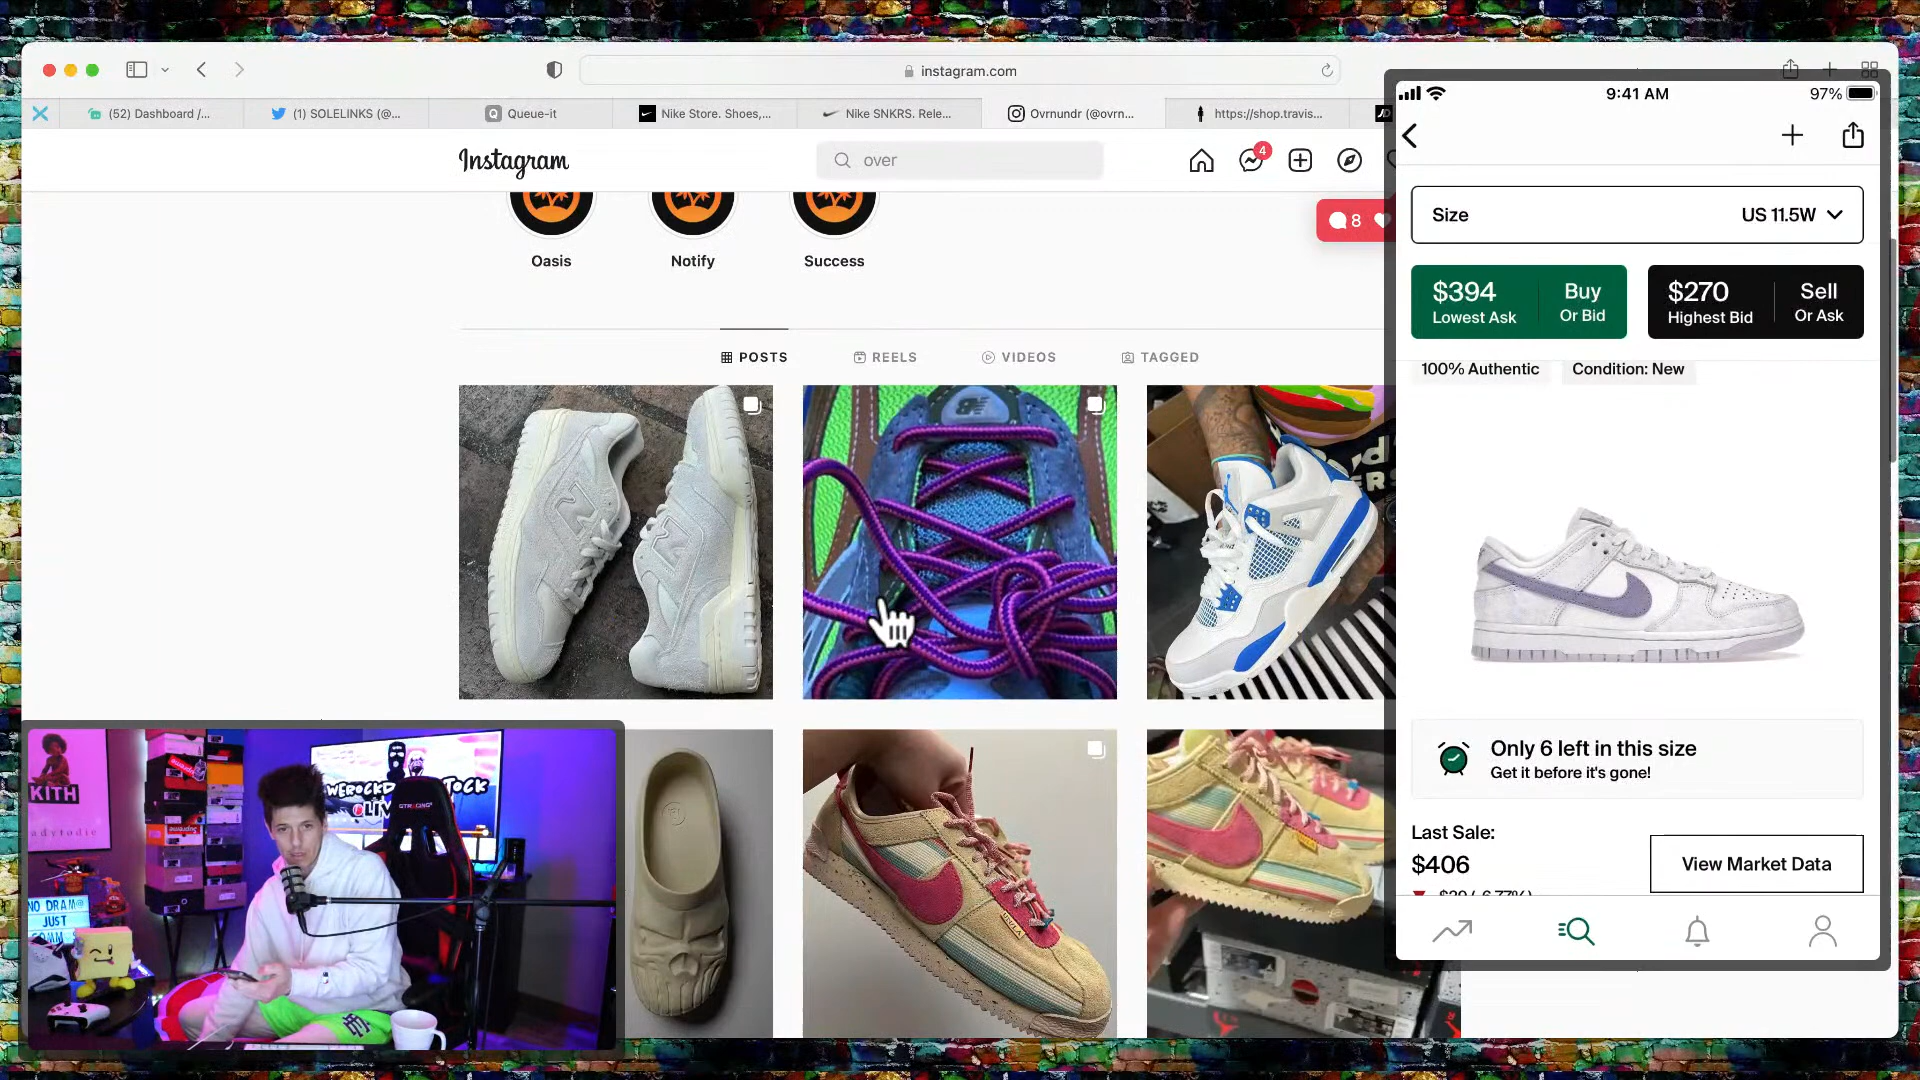 instagram.com
(52) Dashboard /...
(1) SOLELINKS (@...
Queue-it
Nike Store. Shoes,...
Nike SNKRS. Rele...
Ovrnundr (@ovrn...
https://shop.travis...
Instagram
over
4
8
Oasis
Notify
Success
POSTS
REELS
VIDEOS
TAGGED
9:41 AM
97%
Size
US 11.5W
$394
Lowest Ask
Buy
Or Bid
$270
Highest Bid
Sell
Or Ask
100% Authentic
Condition: New
Only 6 left in this size
Get it before it's gone!
Last Sale:
$406
View Market Data
KITH
NO DRAM
JUST
COMM